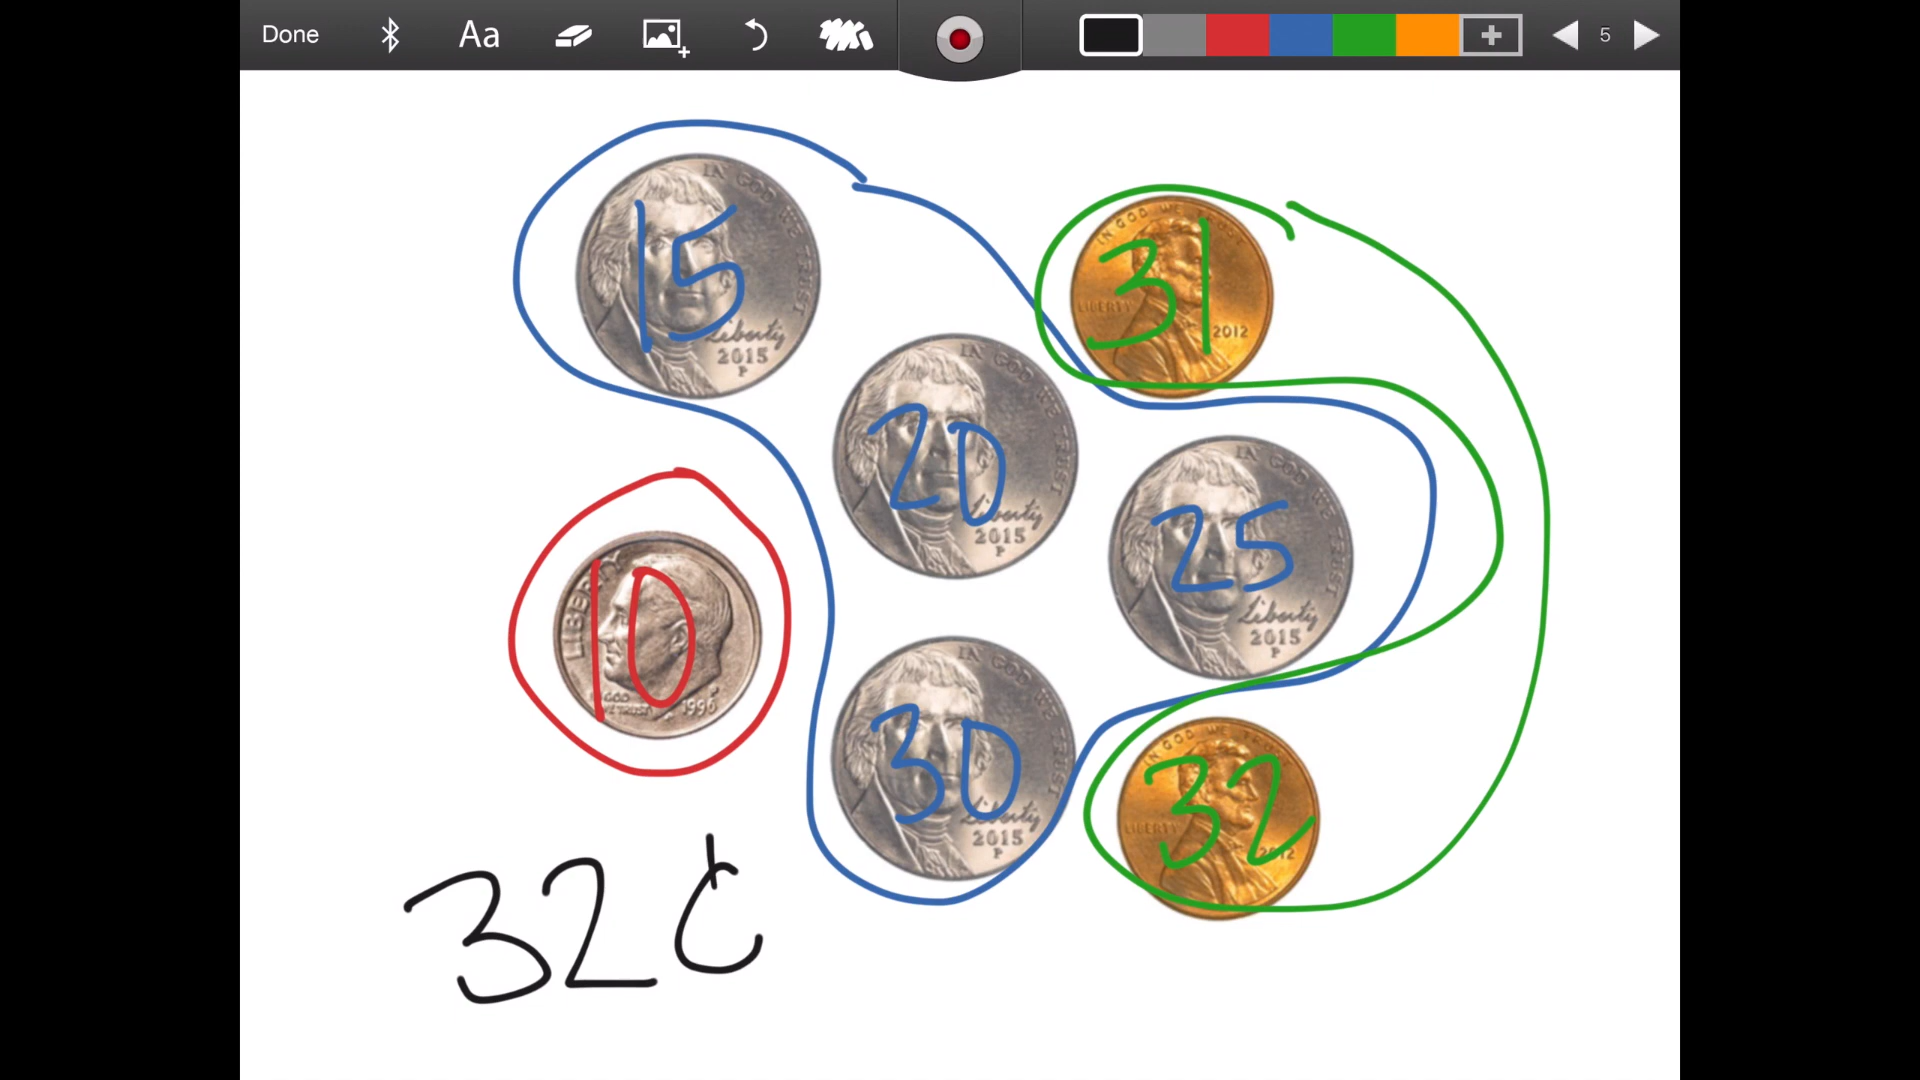 Done Aa 5
IN GOD WE TRUST
15
Liberty
2015
P
IN GOD WE TRUST
31
LIBERTY
2012
IN GOD WE TRUST
20
Liberty
2015
P
IN GOD WE TRUST
25
Liberty
2015
P
LIBERTY
10
IN GOD
WE TRUST
1996
P
IN GOD WE TRUST
30
Liberty
2015
P
IN GOD WE TRUST
32
LIBERTY
2012
32¢